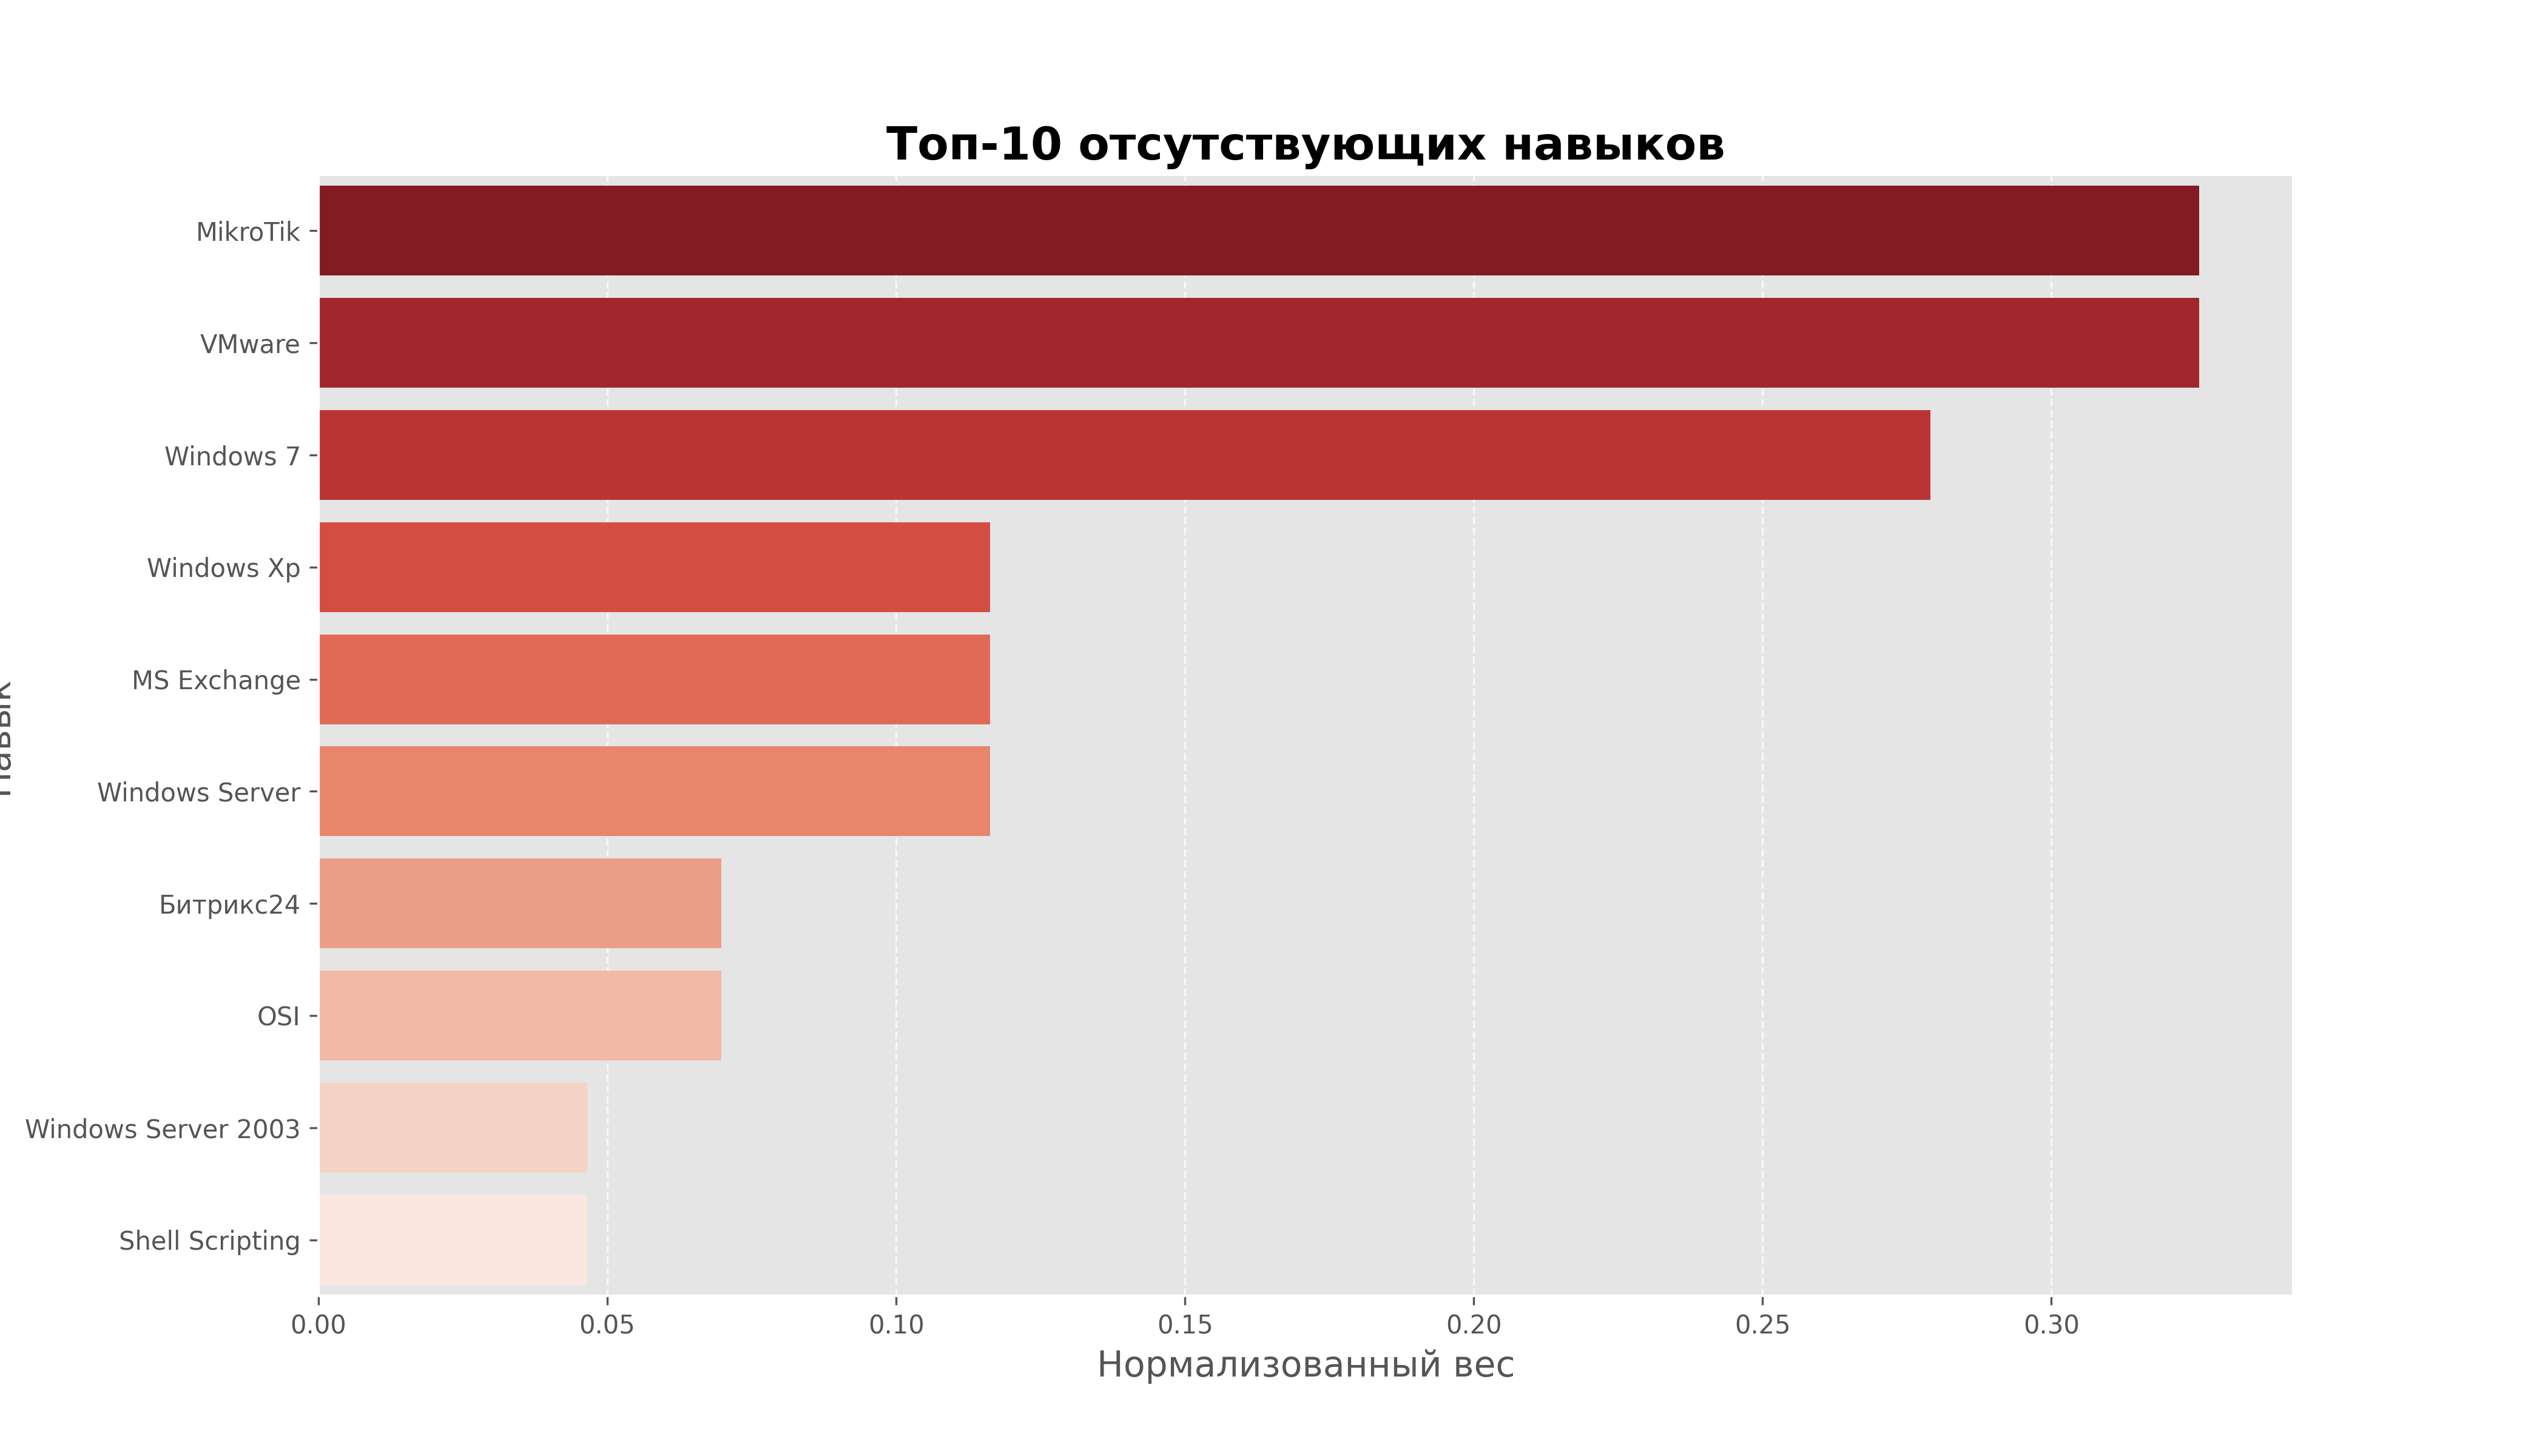 Топ-10 отсутствующих навыков
MikroTik
VMware
Windows 7
Windows Xp
MS Exchange
Windows Server
Битрикс24
OSI
Windows Server 2003
Shell Scripting
0.00 0.05 0.10 0.15 0.20 0.25 0.30
Нормализованный вес